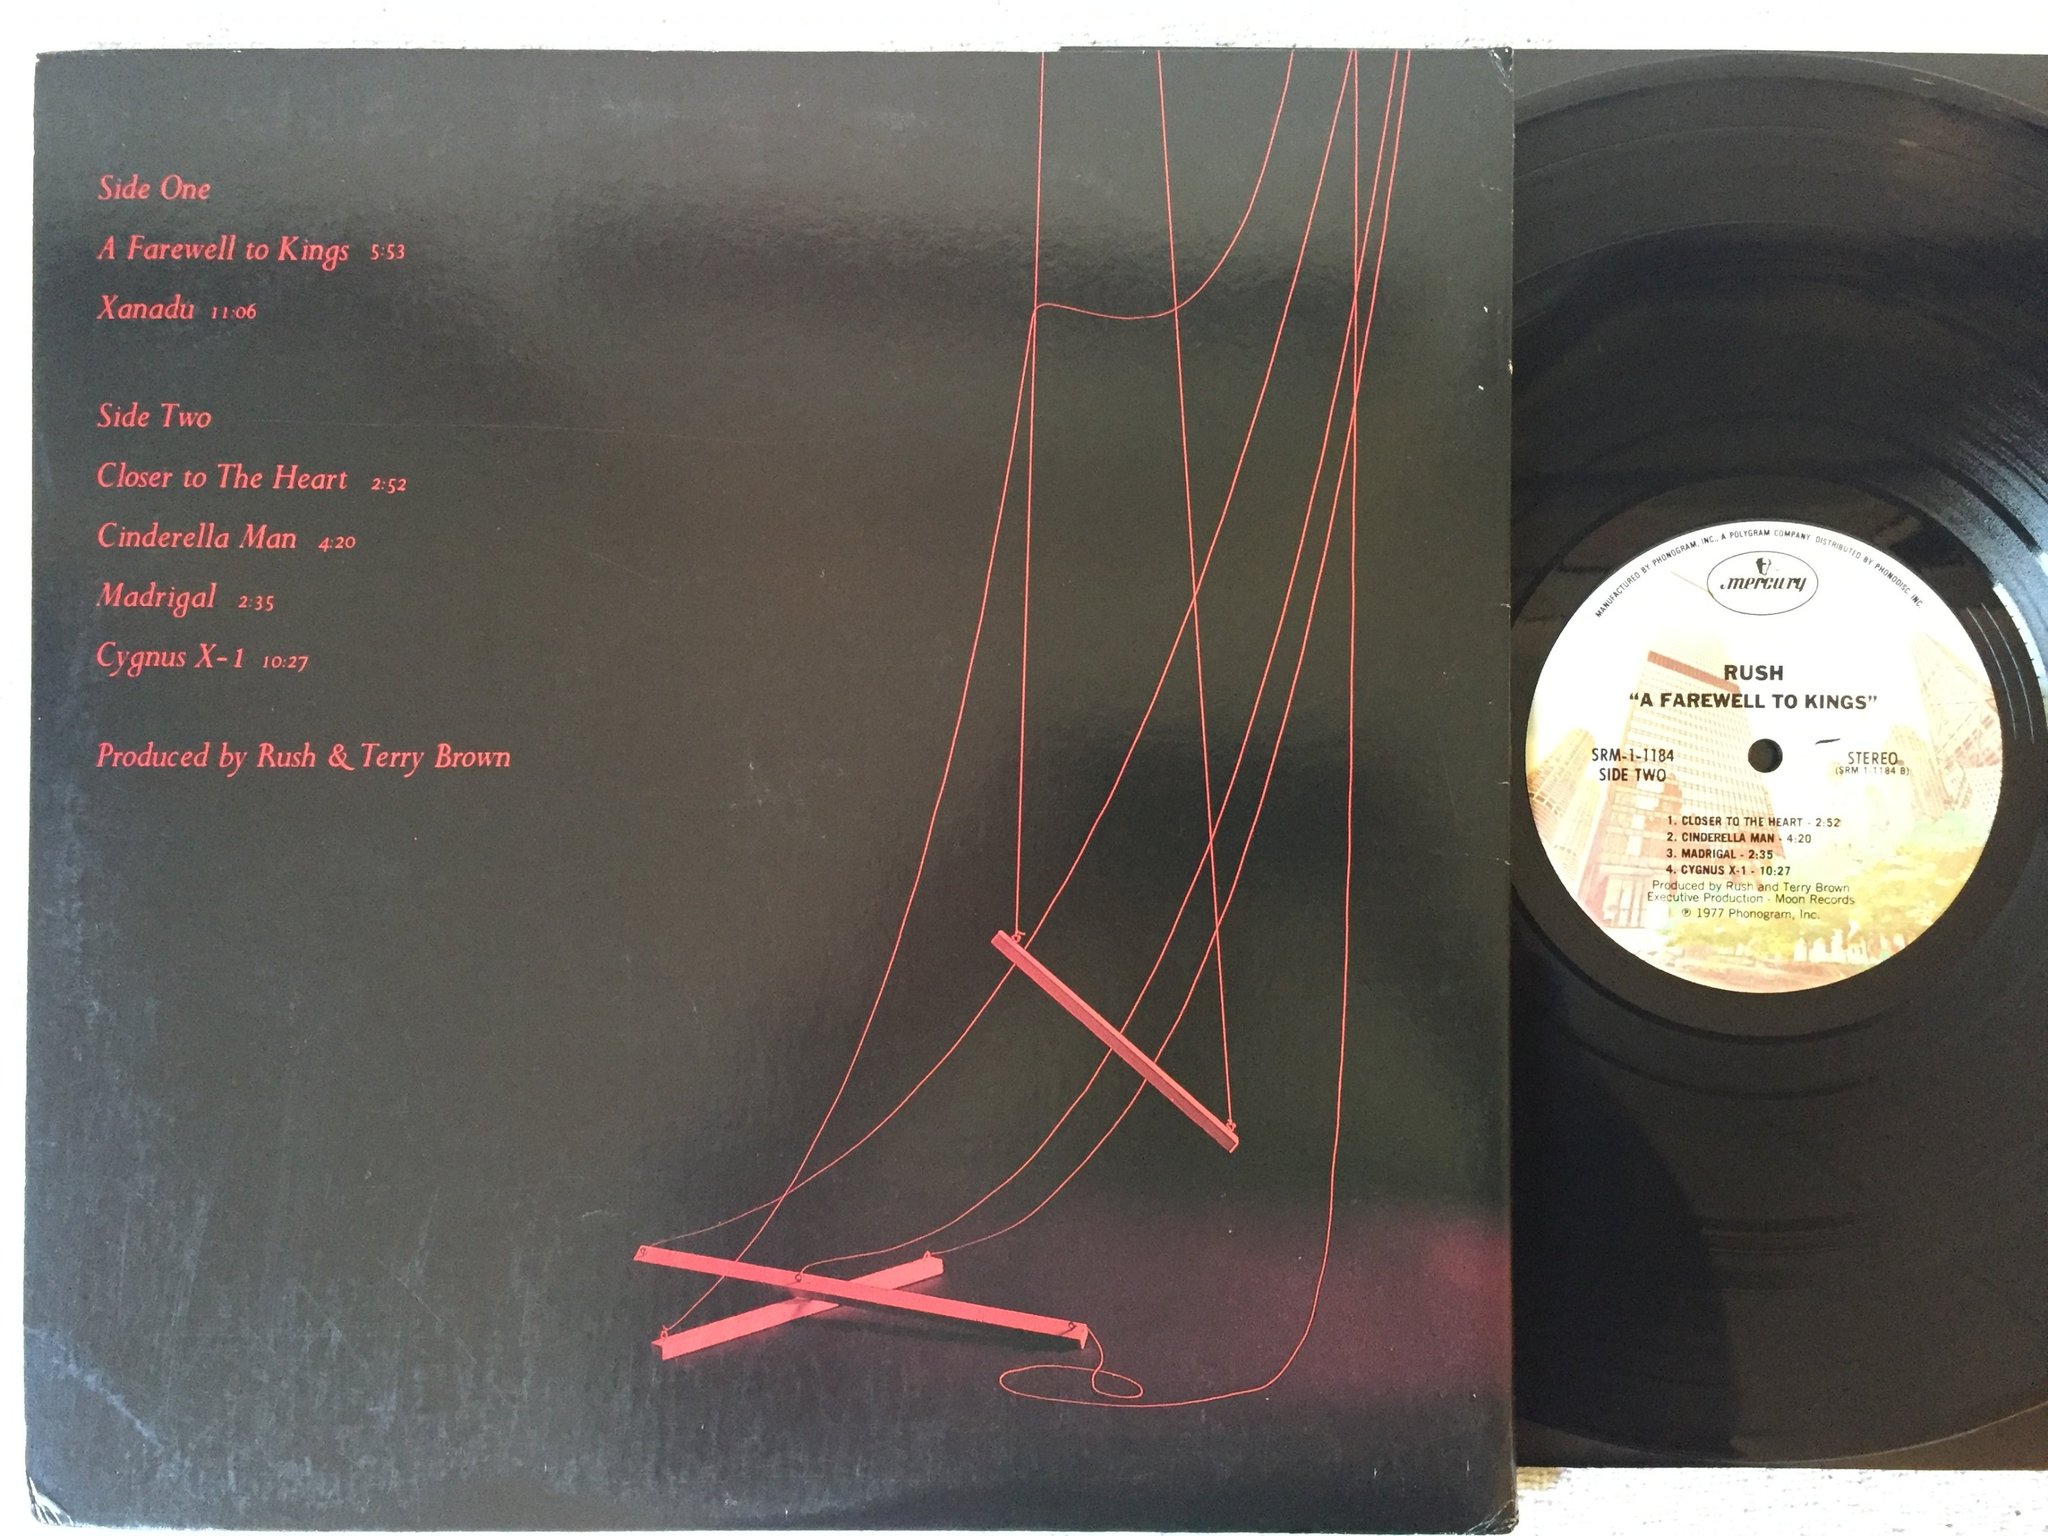 Side One
A Farewell to Kings 5:53
Xanadu 11:06
Side Two
Closer to The Heart 2:52
Cinderella Man 4:20
Madrigal 2:35
Cygnus X-1 10:27
Produced by Rush & Terry Brown
MANUFACTURED BY PHONOGRAM, INC., A POLYGRAM COMPANY DISTRIBUTED BY PHONODISC, INC.
mercury
RUSH
“A FAREWELL TO KINGS”
SRM-1-1184
SIDE TWO
STEREO
(SRM 1-1184 B)
1. CLOSER TO THE HEART - 2:52
2. CINDERELLA MAN - 4:20
3. MADRIGAL - 2:35
4. CYGNUS X-1 - 10:27
Produced by Rush and Terry Brown
Executive Production - Moon Records
℗ 1977 Phonogram, Inc.